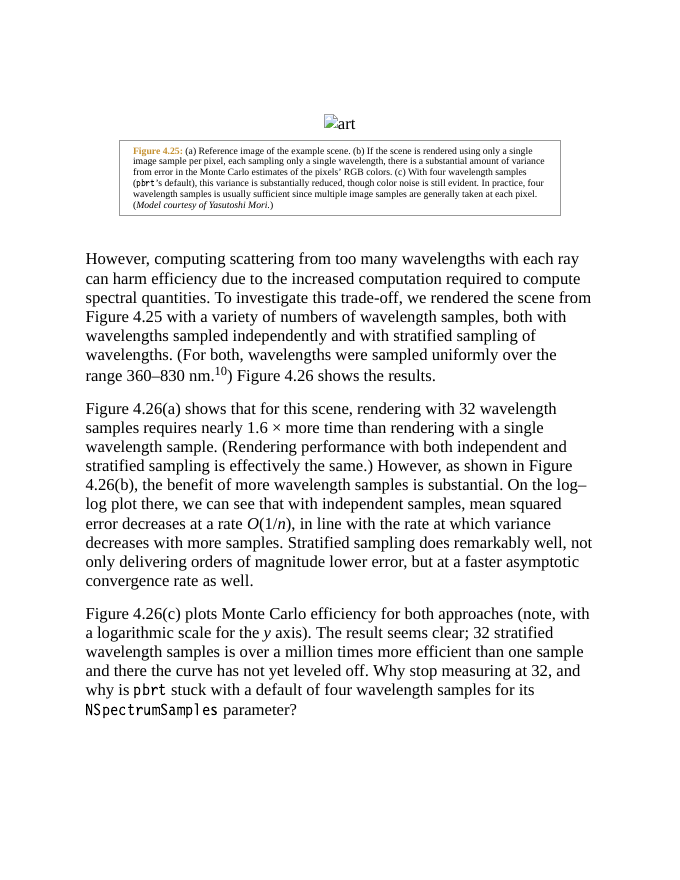 art
Figure 4.25: (a) Reference image of the example scene. (b) If the scene is rendered using only a single
image sample per pixel, each sampling only a single wavelength, there is a substantial amount of variance
from error in the Monte Carlo estimates of the pixels’ RGB colors. (c) With four wavelength samples
(pbrt’s default), this variance is substantially reduced, though color noise is still evident. In practice, four
wavelength samples is usually sufficient since multiple image samples are generally taken at each pixel.
(Model courtesy of Yasutoshi Mori.)
However, computing scattering from too many wavelengths with each ray
can harm efficiency due to the increased computation required to compute
spectral quantities. To investigate this trade-off, we rendered the scene from
Figure 4.25 with a variety of numbers of wavelength samples, both with
wavelengths sampled independently and with stratified sampling of
wavelengths. (For both, wavelengths were sampled uniformly over the
range 360–830 nm.10) Figure 4.26 shows the results.
Figure 4.26(a) shows that for this scene, rendering with 32 wavelength
samples requires nearly 1.6 × more time than rendering with a single
wavelength sample. (Rendering performance with both independent and
stratified sampling is effectively the same.) However, as shown in Figure
4.26(b), the benefit of more wavelength samples is substantial. On the log–
log plot there, we can see that with independent samples, mean squared
error decreases at a rate O(1/n), in line with the rate at which variance
decreases with more samples. Stratified sampling does remarkably well, not
only delivering orders of magnitude lower error, but at a faster asymptotic
convergence rate as well.
Figure 4.26(c) plots Monte Carlo efficiency for both approaches (note, with
a logarithmic scale for the y axis). The result seems clear; 32 stratified
wavelength samples is over a million times more efficient than one sample
and there the curve has not yet leveled off. Why stop measuring at 32, and
why is pbrt stuck with a default of four wavelength samples for its
NSpectrumSamples parameter?